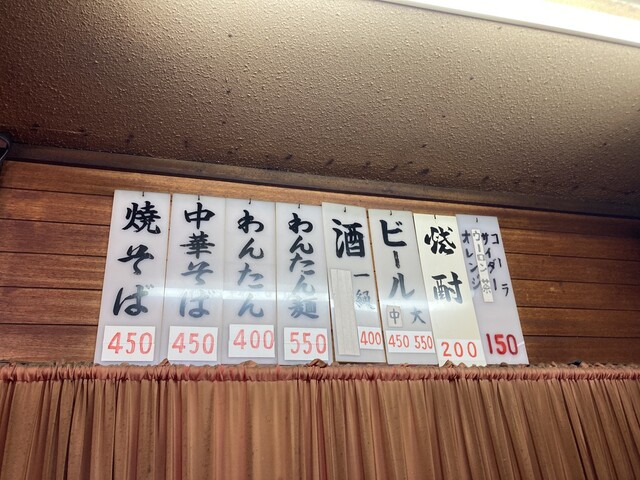 焼そば
450
中華そば
450
わんたん
400
わんたん麺
550
酒
一級
400
ビール
大
中
450 550
焼酎
200
コーラ
サイダー
ウーロン茶
オレンジ
150